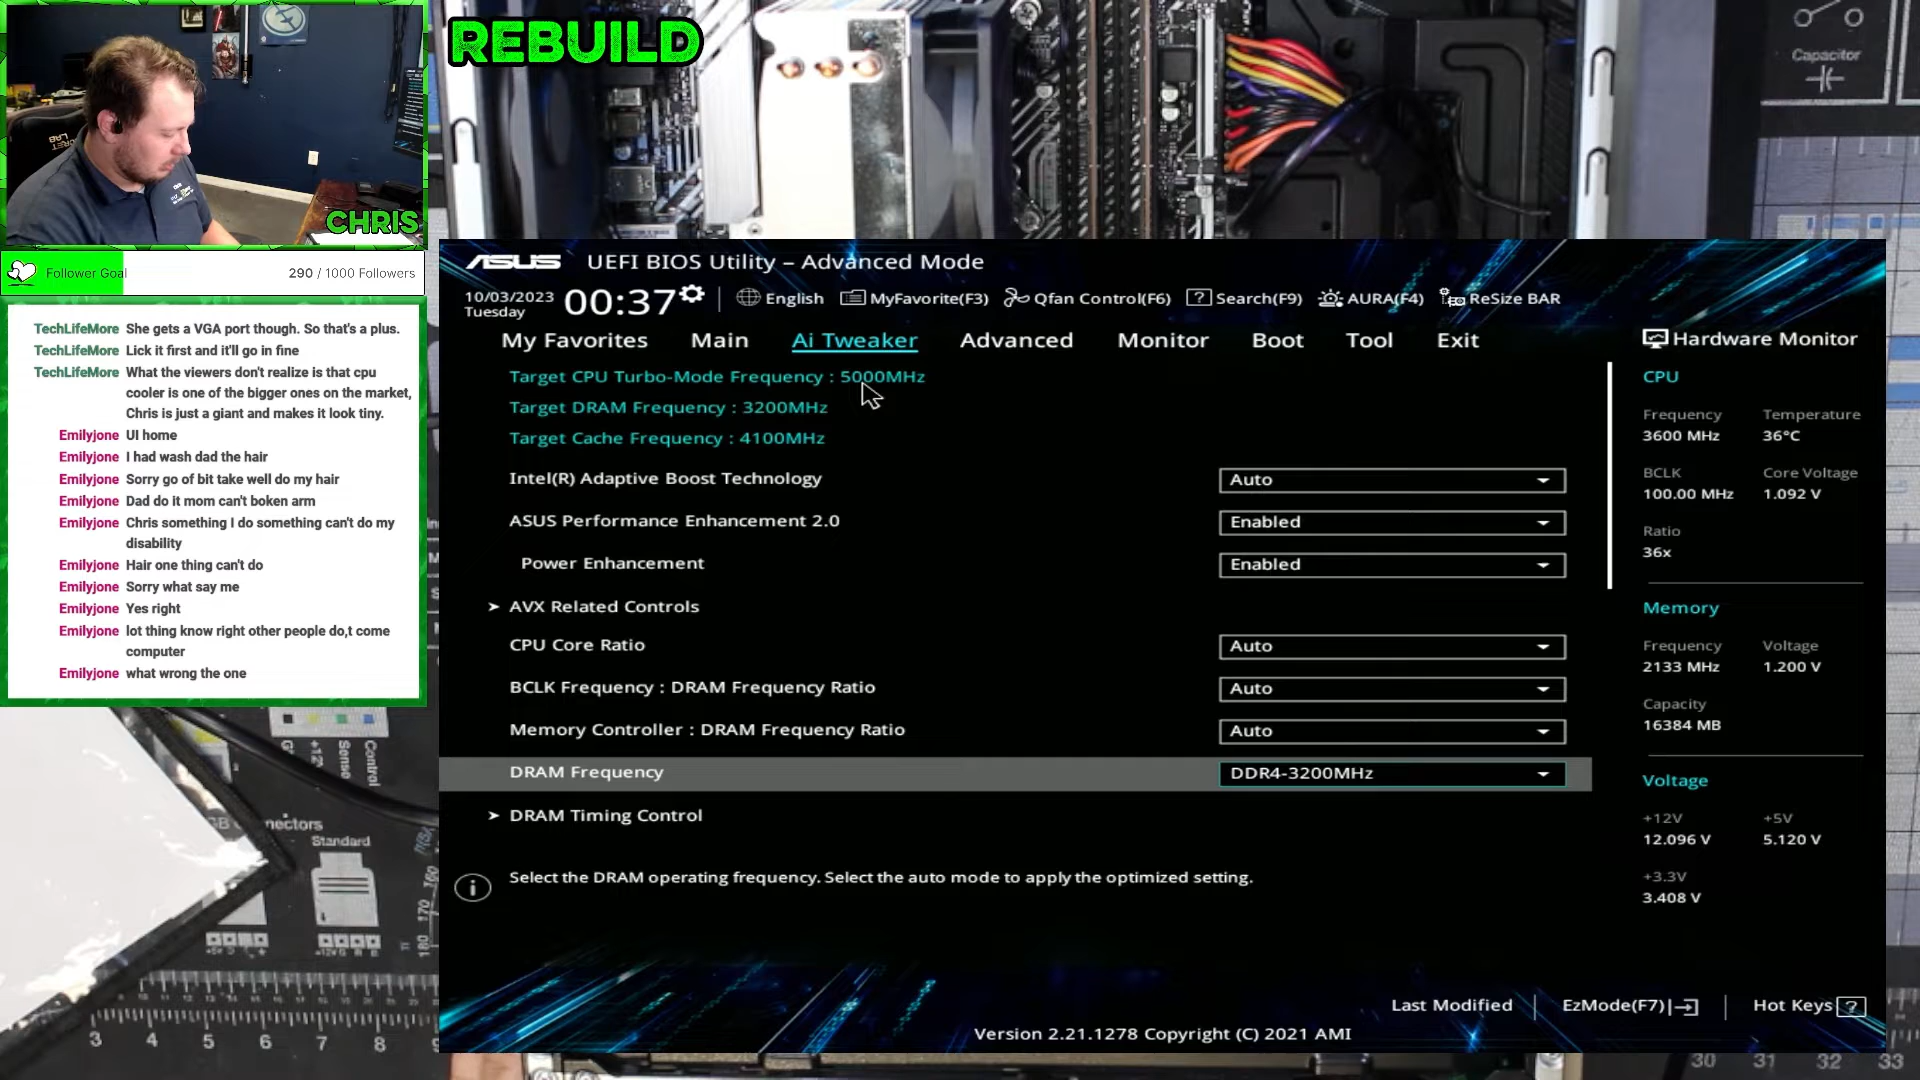 REBUILD
CHRIS
Follower Goal 290 / 1000 Followers
TechLifeMore She gets a VGA port though. So that's a plus.
TechLifeMore Lick it first and it'll go in fine
TechLifeMore What the viewers don't realize is that cpu
cooler is one of the bigger ones on the market,
Chris is just a giant and makes it look tiny.
Emilyjone UI home
Emilyjone I had wash dad the hair
Emilyjone Sorry go of bit take well do my hair
Emilyjone Dad do it mom can't boken arm
Emilyjone Chris something I do something can't do my
disability
Emilyjone Hair one thing can't do
Emilyjone Sorry what say me
Emilyjone Yes right
Emilyjone lot thing know right other people do,t come
computer
Emilyjone what wrong the one
Capacitor
ASUS UEFI BIOS Utility – Advanced Mode
10/03/2023
Tuesday
00:37
English
MyFavorite(F3)
Qfan Control(F6)
Search(F9)
AURA(F4)
ReSize BAR
My Favorites Main Ai Tweaker Advanced Monitor Boot Tool Exit
Target CPU Turbo-Mode Frequency : 5000MHz
Target DRAM Frequency : 3200MHz
Target Cache Frequency : 4100MHz
Intel(R) Adaptive Boost Technology Auto
ASUS Performance Enhancement 2.0 Enabled
Power Enhancement Enabled
AVX Related Controls
CPU Core Ratio Auto
BCLK Frequency : DRAM Frequency Ratio Auto
Memory Controller : DRAM Frequency Ratio Auto
DRAM Frequency DDR4-3200MHz
DRAM Timing Control
Select the DRAM operating frequency. Select the auto mode to apply the optimized setting.
Hardware Monitor
CPU
Frequency Temperature
3600 MHz 36°C
BCLK Core Voltage
100.00 MHz 1.092 V
Ratio
36x
Memory
Frequency Voltage
2133 MHz 1.200 V
Capacity
16384 MB
Voltage
+12V +5V
12.096 V 5.120 V
+3.3V
3.408 V
Last Modified EzMode(F7) Hot Keys ?
Version 2.21.1278 Copyright (C) 2021 AMI
Control
Standard
3 4 5 6 7 8
30 31 32 33